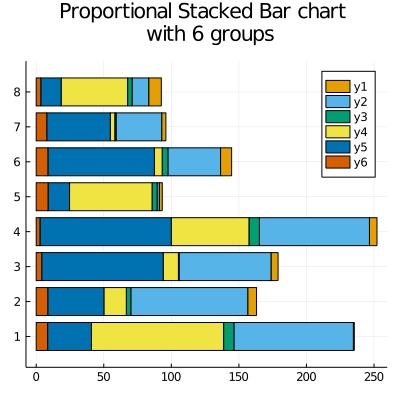 Proportional Stacked Bar chart
with 6 groups
y1
y2
y3
y4
y5
y6
8
7
6
5
4
3
2
1
0 50 100 150 200 250